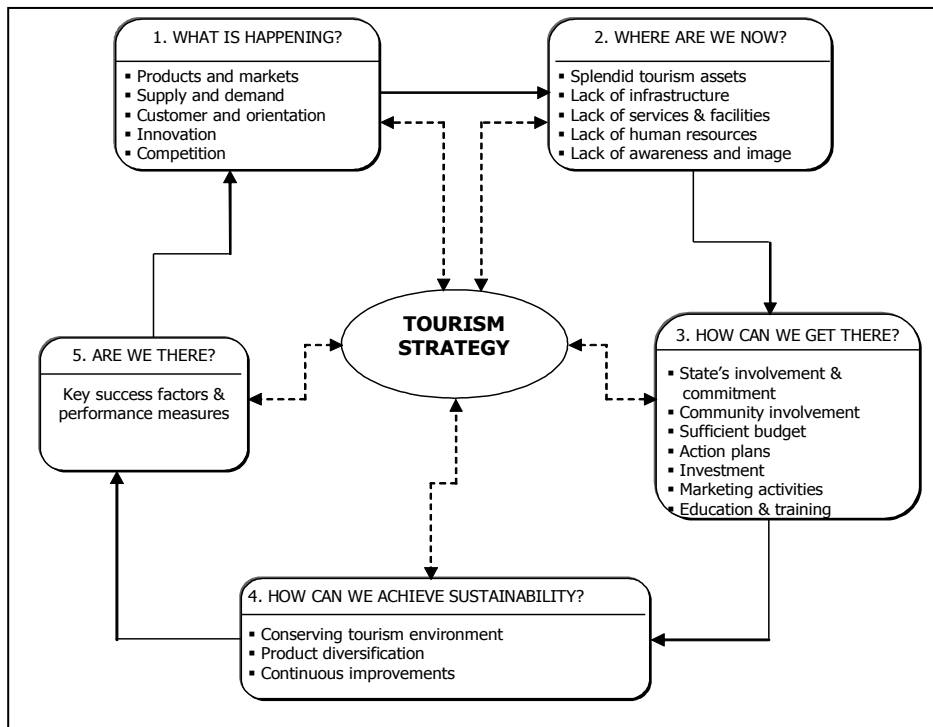 1. WHAT IS HAPPENING?
▪ Products and markets
▪ Supply and demand
▪ Customer and orientation
▪ Innovation
▪ Competition
2. WHERE ARE WE NOW?
▪ Splendid tourism assets
▪ Lack of infrastructure
▪ Lack of services & facilities
▪ Lack of human resources
▪ Lack of awareness and image
TOURISM
STRATEGY
3. HOW CAN WE GET THERE?
▪ State's involvement &
commitment
▪ Community involvement
▪ Sufficient budget
▪ Action plans
▪ Investment
▪ Marketing activities
▪ Education & training
4. HOW CAN WE ACHIEVE SUSTAINABILITY?
▪ Conserving tourism environment
▪ Product diversification
▪ Continuous improvements
5. ARE WE THERE?
Key success factors &
performance measures